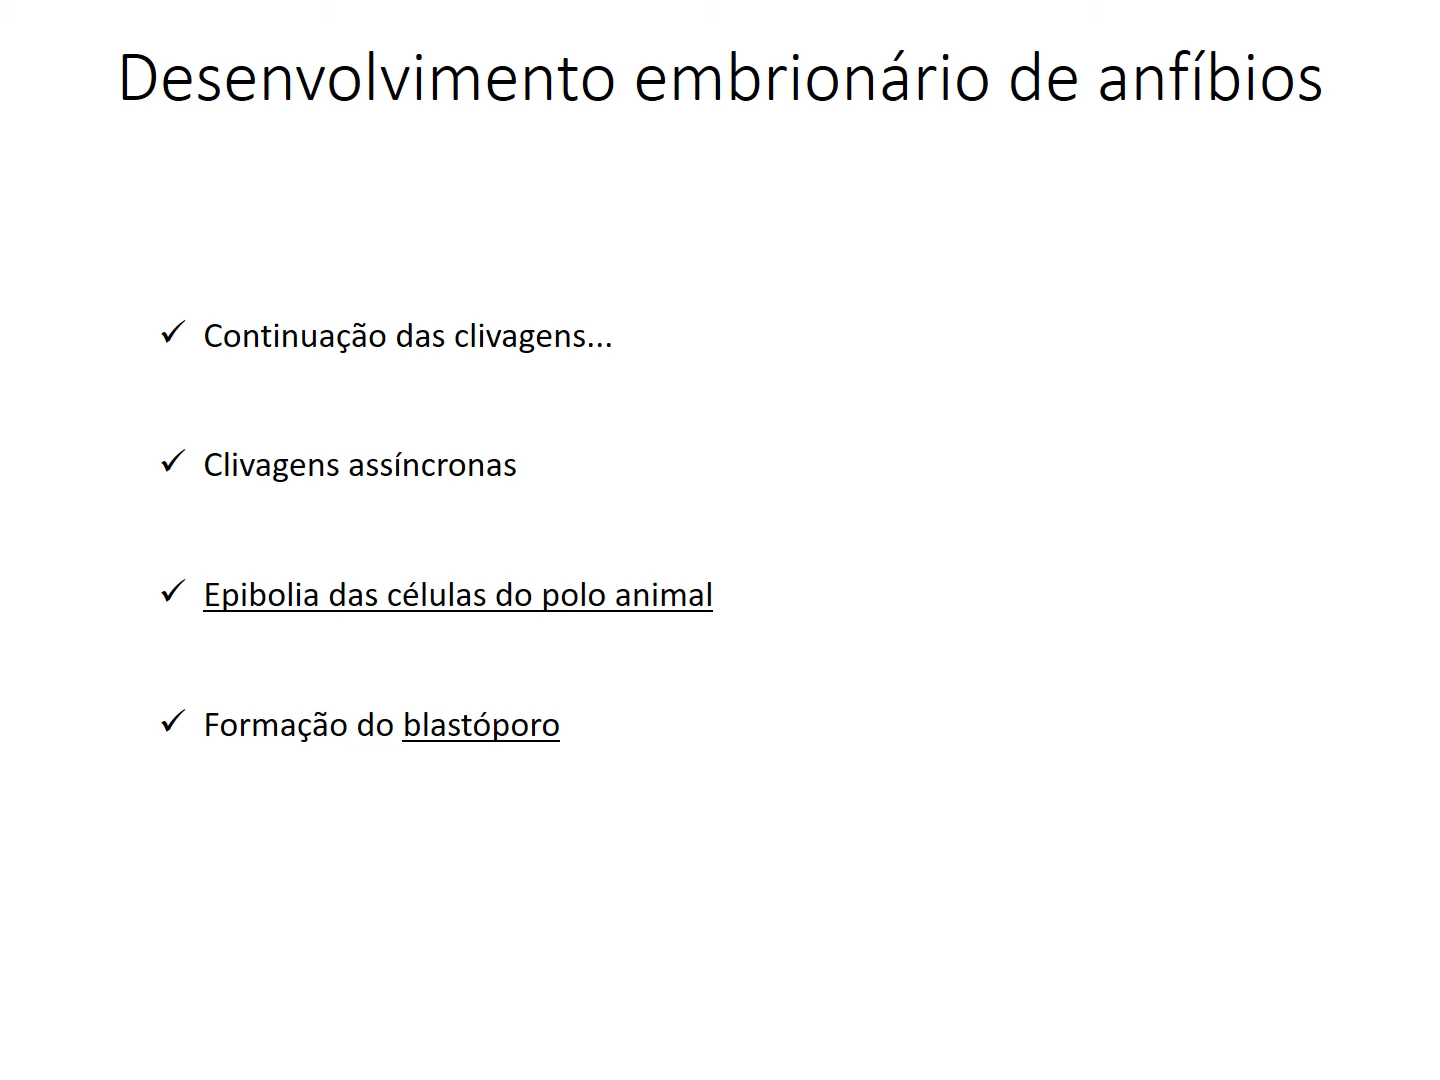 Desenvolvimento embrionário de anfíbios
✓ Continuação das clivagens...
✓ Clivagens assíncronas
✓ Epibolia das células do polo animal
✓ Formação do blastóporo